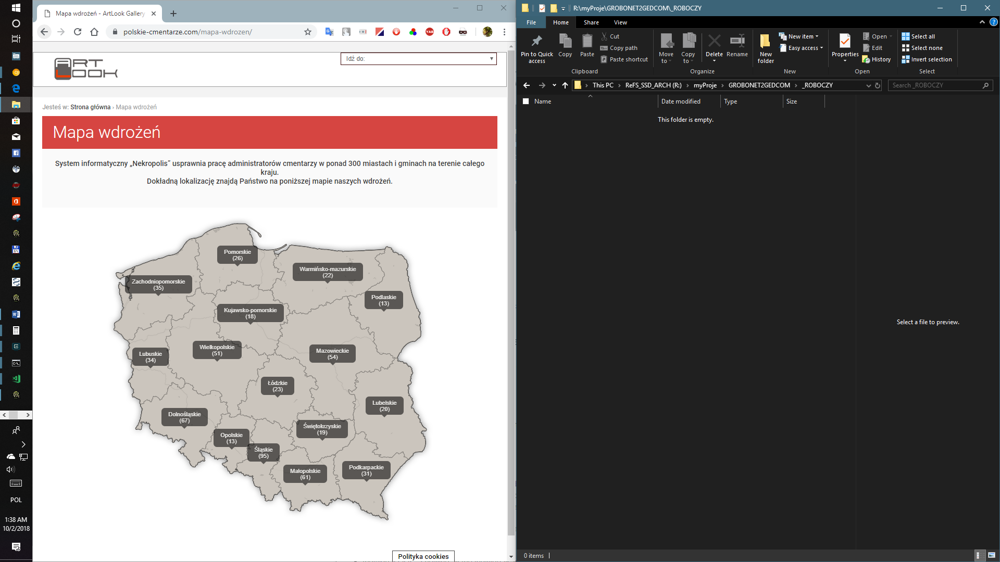 Mapa wdrożeń - ArtLook Gallery
polskie-cmentarze.com/mapa-wdrozen/
YAB
ART LOOK
Idź do:
Jesteś w: Strona główna › Mapa wdrożeń
Mapa wdrożeń
System informatyczny „Nekropolis” usprawnia pracę administratorów cmentarzy w ponad 300 miastach i gminach na terenie całego
kraju.
Dokładną lokalizację znajdą Państwo na poniższej mapie naszych wdrożeń.
Pomorskie
(26)
Warmińsko-mazurskie
(22)
Zachodniopomorskie
(35)
Podlaskie
(13)
Kujawsko-pomorskie
(18)
Wielkopolskie
(51)
Mazowieckie
(54)
Lubuskie
(34)
Łódzkie
(23)
Lubelskie
(20)
Dolnośląskie
(67)
Świętokrzyskie
(19)
Opolskie
(13)
Śląskie
(95)
Podkarpackie
(31)
Małopolskie
(61)
Polityka cookies
POL
1:38 AM
10/2/2018
R:\myProje\GROBONET2GEDCOM\_ROBOCZY
File Home Share View
Pin to Quick
access
Copy
Paste
Cut
Copy path
Paste shortcut
Clipboard
Move
to
Copy
to
Delete
Rename
Organize
New
folder
New item
Easy access
New
Properties
Open
Edit
History
Open
Select all
Select none
Invert selection
Select
This PC › ReFS_SSD_ARCH (R:) › myProje › GROBONET2GEDCOM › _ROBOCZY
Search _ROBOCZY
Name Date modified Type Size
This folder is empty.
Select a file to preview.
0 items